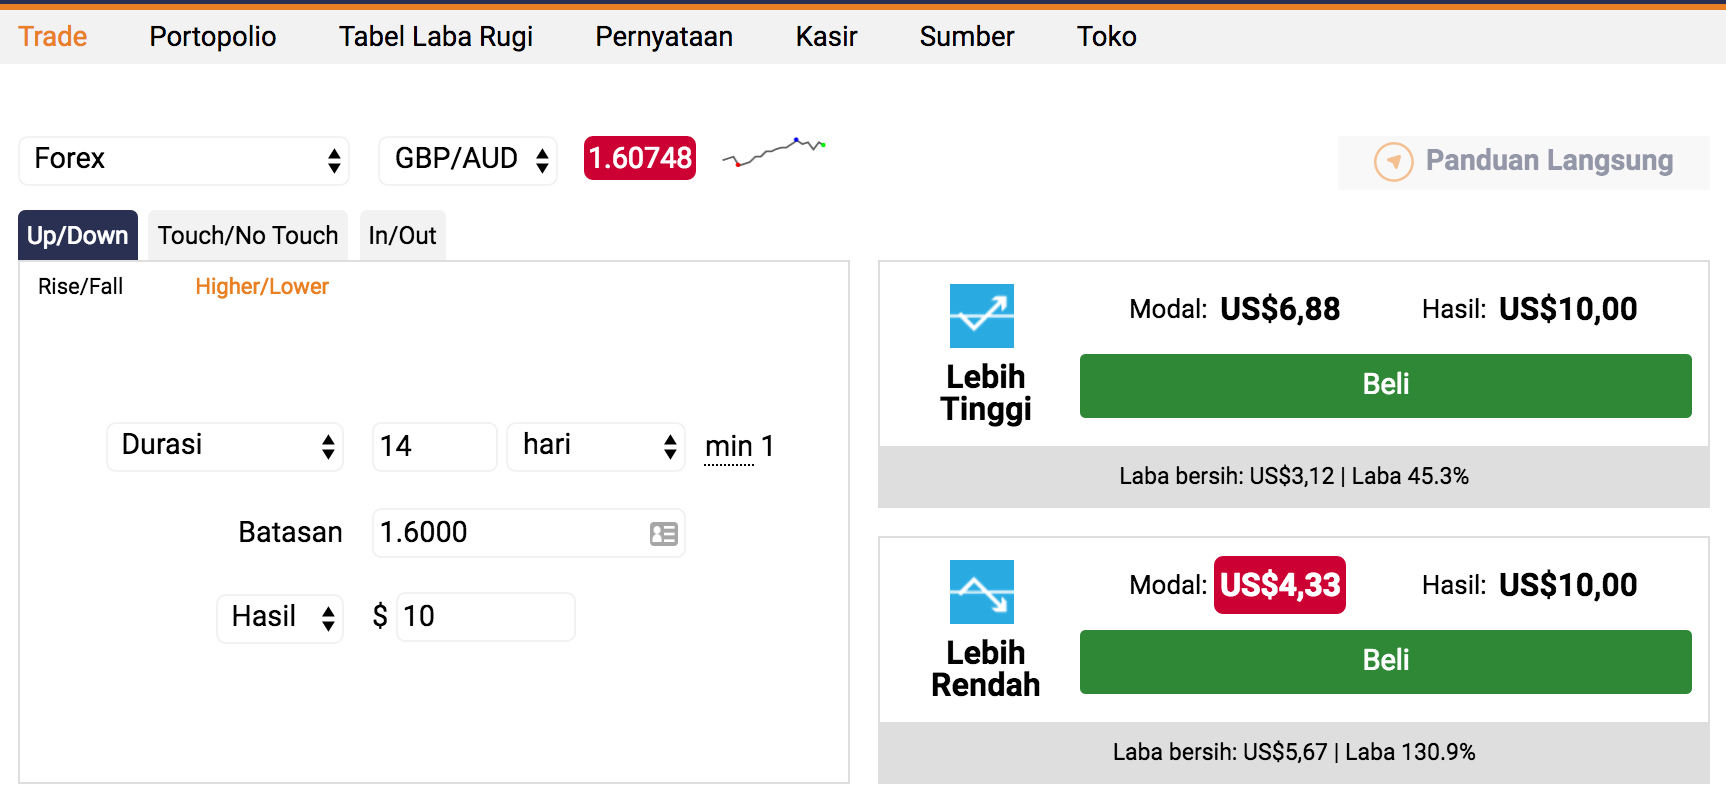 Trade Portopolio Tabel Laba Rugi Pernyataan Kasir Sumber Toko
Forex GBP/AUD 1.60748 Panduan Langsung
Up/Down Touch/No Touch In/Out
Rise/Fall Higher/Lower
Durasi 14 hari min 1
Batasan 1.6000
Hasil $ 10
Modal: US$6,88 Hasil: US$10,00
Lebih
Tinggi
Beli
Laba bersih: US$3,12 | Laba 45.3%
Modal: US$4,33 Hasil: US$10,00
Lebih
Rendah
Beli
Laba bersih: US$5,67 | Laba 130.9%